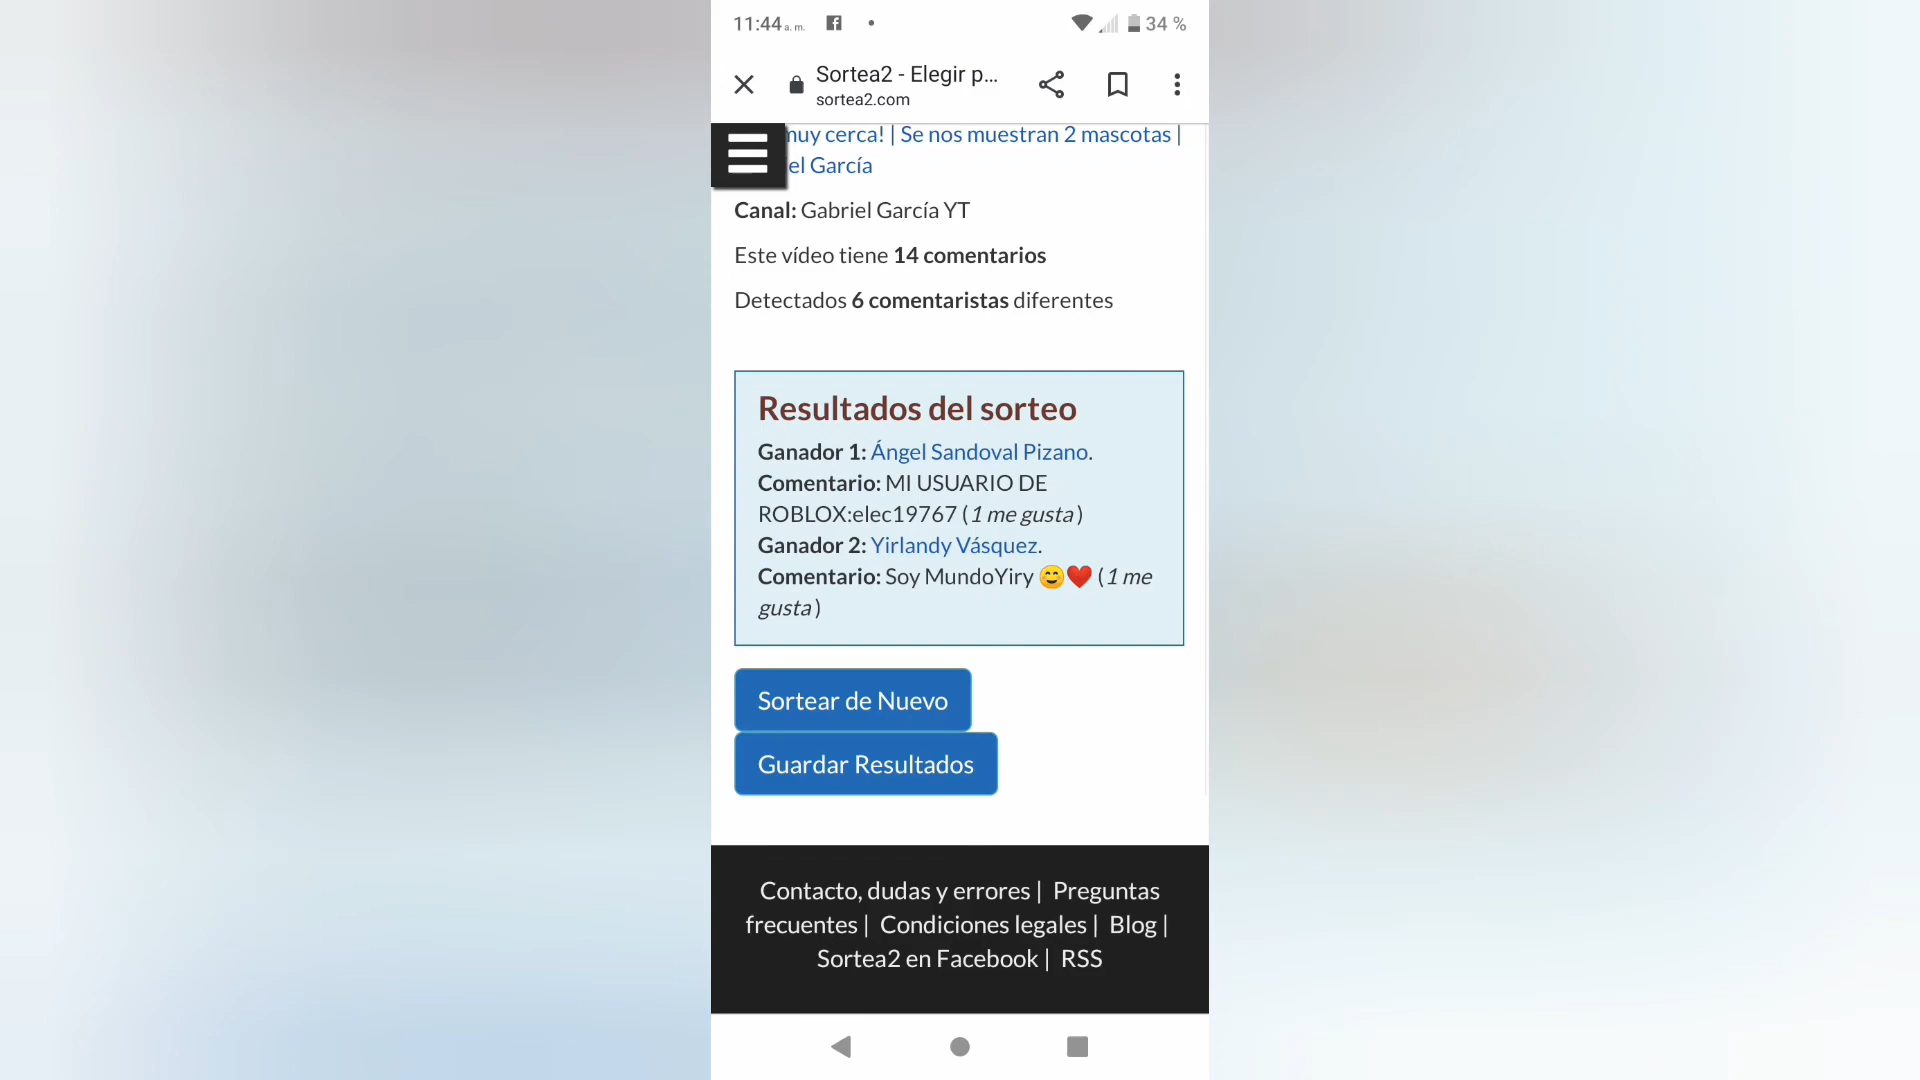 11:44 a. m.
34 %
Sortea2 - Elegir p...
sortea2.com
muy cerca! | Se nos muestran 2 mascotas |
el García
Canal: Gabriel García YT
Este vídeo tiene 14 comentarios
Detectados 6 comentaristas diferentes
Resultados del sorteo
Ganador 1: Ángel Sandoval Pizano.
Comentario: MI USUARIO DE
ROBLOX:elec19767 (1 me gusta)
Ganador 2: Yirlandy Vásquez.
Comentario: Soy MundoYiry 😊❤️ (1 me
gusta)
Sortear de Nuevo
Guardar Resultados
Contacto, dudas y errores | Preguntas
frecuentes | Condiciones legales | Blog |
Sortea2 en Facebook | RSS